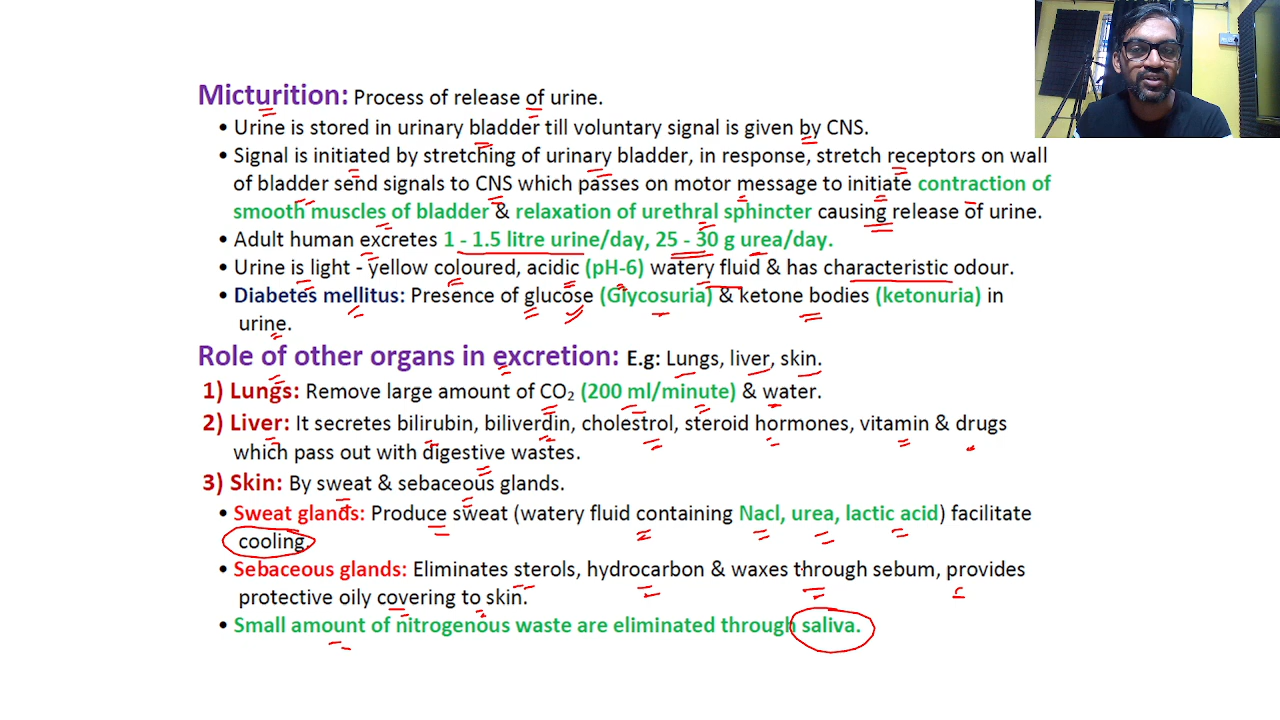 Micturition: Process of release of urine.
• Urine is stored in urinary bladder till voluntary signal is given by CNS.
• Signal is initiated by stretching of urinary bladder, in response, stretch receptors on wall
of bladder send signals to CNS which passes on motor message to initiate contraction of
smooth muscles of bladder & relaxation of urethral sphincter causing release of urine.
• Adult human excretes 1 - 1.5 litre urine/day, 25 - 30 g urea/day.
• Urine is light - yellow coloured, acidic (pH-6) watery fluid & has characteristic odour.
• Diabetes mellitus: Presence of glucose (Glycosuria) & ketone bodies (ketonuria) in
urine.
Role of other organs in excretion: E.g: Lungs, liver, skin.
1) Lungs: Remove large amount of CO₂ (200 ml/minute) & water.
2) Liver: It secretes bilirubin, biliverdin, cholestrol, steroid hormones, vitamin & drugs
which pass out with digestive wastes.
3) Skin: By sweat & sebaceous glands.
• Sweat glands: Produce sweat (watery fluid containing Nacl, urea, lactic acid) facilitate
cooling.
• Sebaceous glands: Eliminates sterols, hydrocarbon & waxes through sebum, provides
protective oily covering to skin.
• Small amount of nitrogenous waste are eliminated through saliva.